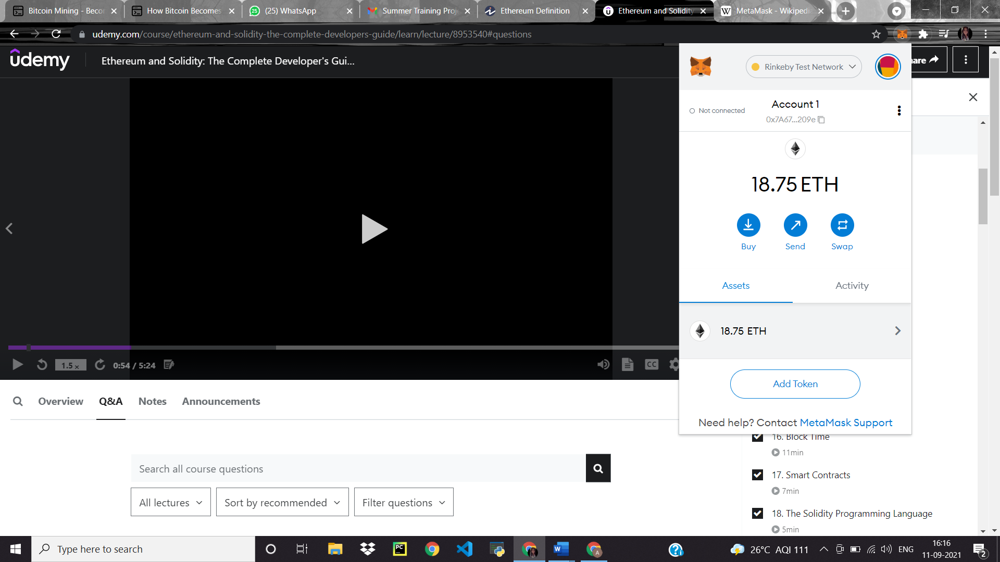 Bitcoin Mining - Becor
How Bitcoin Becomes
(25) WhatsApp
Summer Training Proj
Ethereum Definition
Ethereum and Solidity
MetaMask - Wikipedia
udemy.com/course/ethereum-and-solidity-the-complete-developers-guide/learn/lecture/8953540#questions
udemy
Ethereum and Solidity: The Complete Developer's Gui...
are
Rinkeby Test Network
Not connected
Account 1
0x7A67...209e
18.75 ETH
Buy
Send
Swap
Assets
Activity
18.75 ETH
Add Token
Need help? Contact MetaMask Support
1.5 x
0:54 / 5:24
CC
Overview
Q&A
Notes
Announcements
Search all course questions
All lectures
Sort by recommended
Filter questions
16. Block Time
11min
17. Smart Contracts
7min
18. The Solidity Programming Language
5min
Type here to search
26°C AQI 111
ENG
16:16
11-09-2021
2